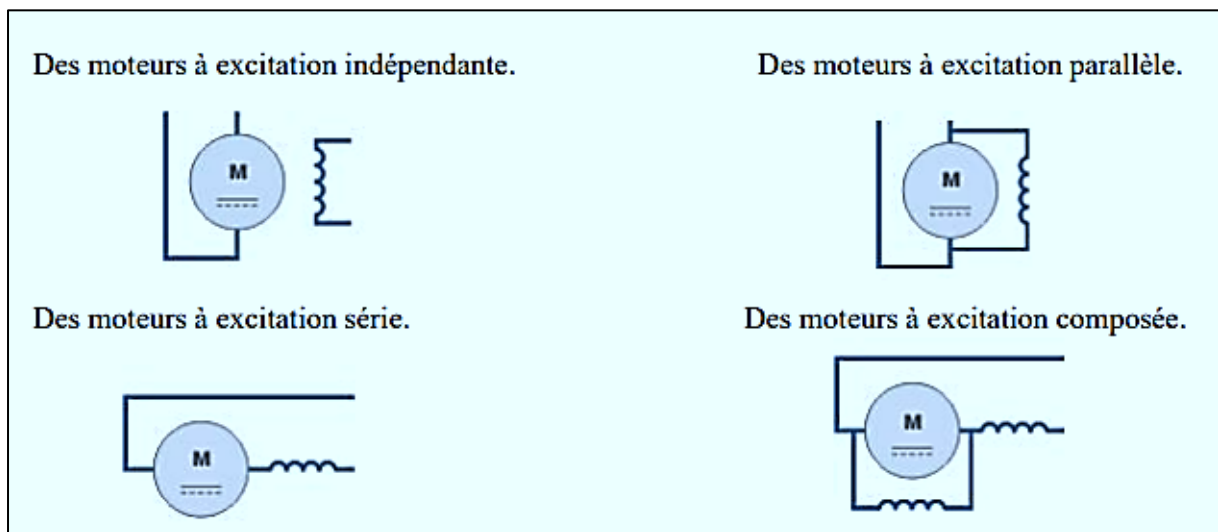 Des moteurs à excitation indépendante.
Des moteurs à excitation parallèle.
M
M
Des moteurs à excitation série.
Des moteurs à excitation composée.
M
M